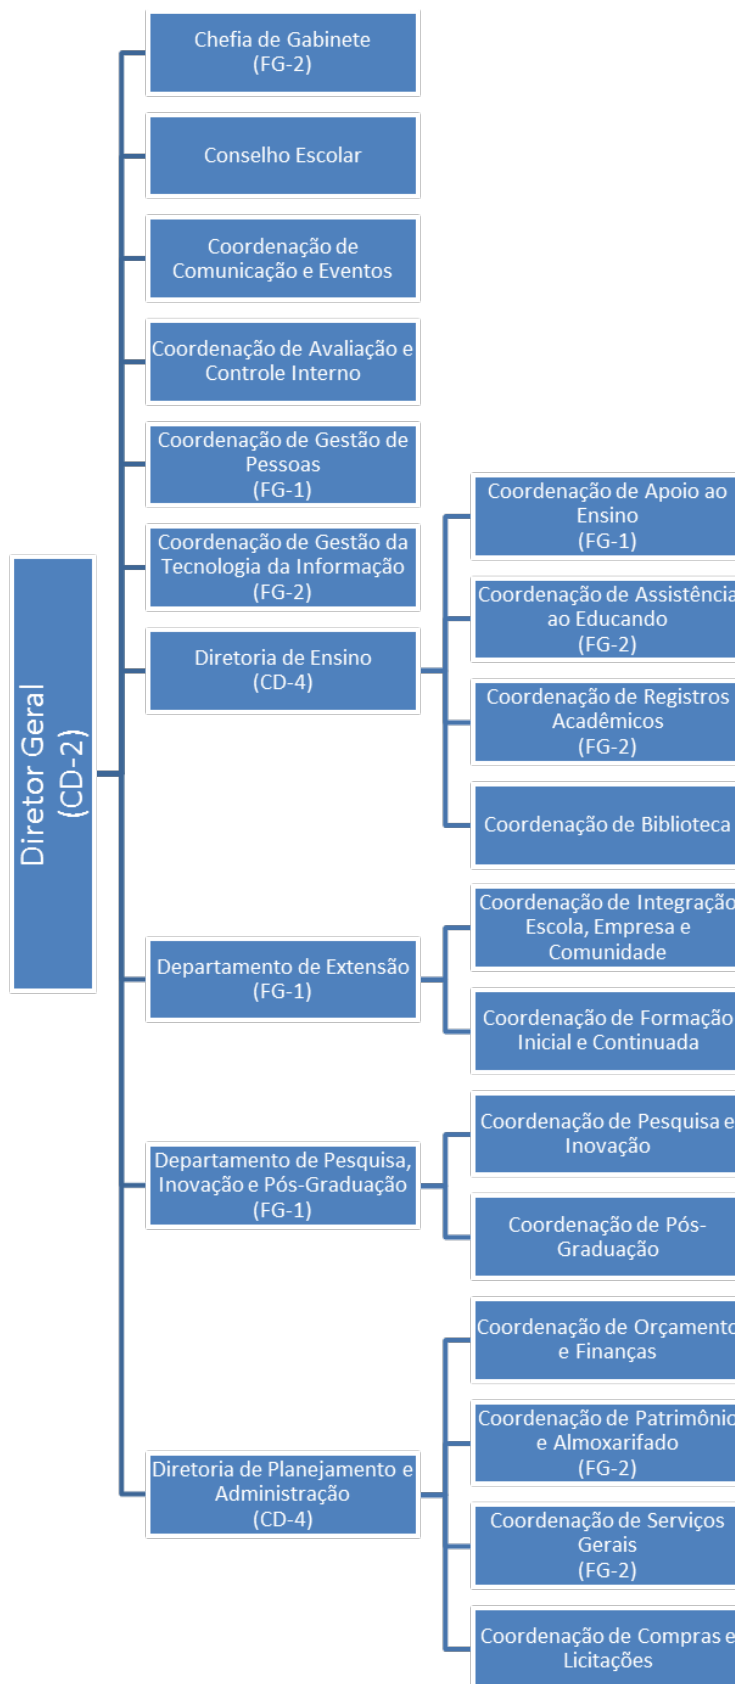 Diretor Geral
(CD-2)
Chefia de Gabinete
(FG-2)
Conselho Escolar
Coordenação de
Comunicação e Eventos
Coordenação de Avaliação e
Controle Interno
Coordenação de Gestão de
Pessoas
(FG-1)
Coordenação de Gestão da
Tecnologia da Informação
(FG-2)
Diretoria de Ensino
(CD-4)
Coordenação de Apoio ao
Ensino
(FG-1)
Coordenação de Assistência
ao Educando
(FG-2)
Coordenação de Registros
Acadêmicos
(FG-2)
Coordenação de Biblioteca
Departamento de Extensão
(FG-1)
Coordenação de Integração
Escola, Empresa e
Comunidade
Coordenação de Formação
Inicial e Continuada
Departamento de Pesquisa,
Inovação e Pós-Graduação
(FG-1)
Coordenação de Pesquisa e
Inovação
Coordenação de Pós-
Graduação
Diretoria de Planejamento e
Administração
(CD-4)
Coordenação de Orçamento
e Finanças
Coordenação de Patrimônio
e Almoxarifado
(FG-2)
Coordenação de Serviços
Gerais
(FG-2)
Coordenação de Compras e
Licitações